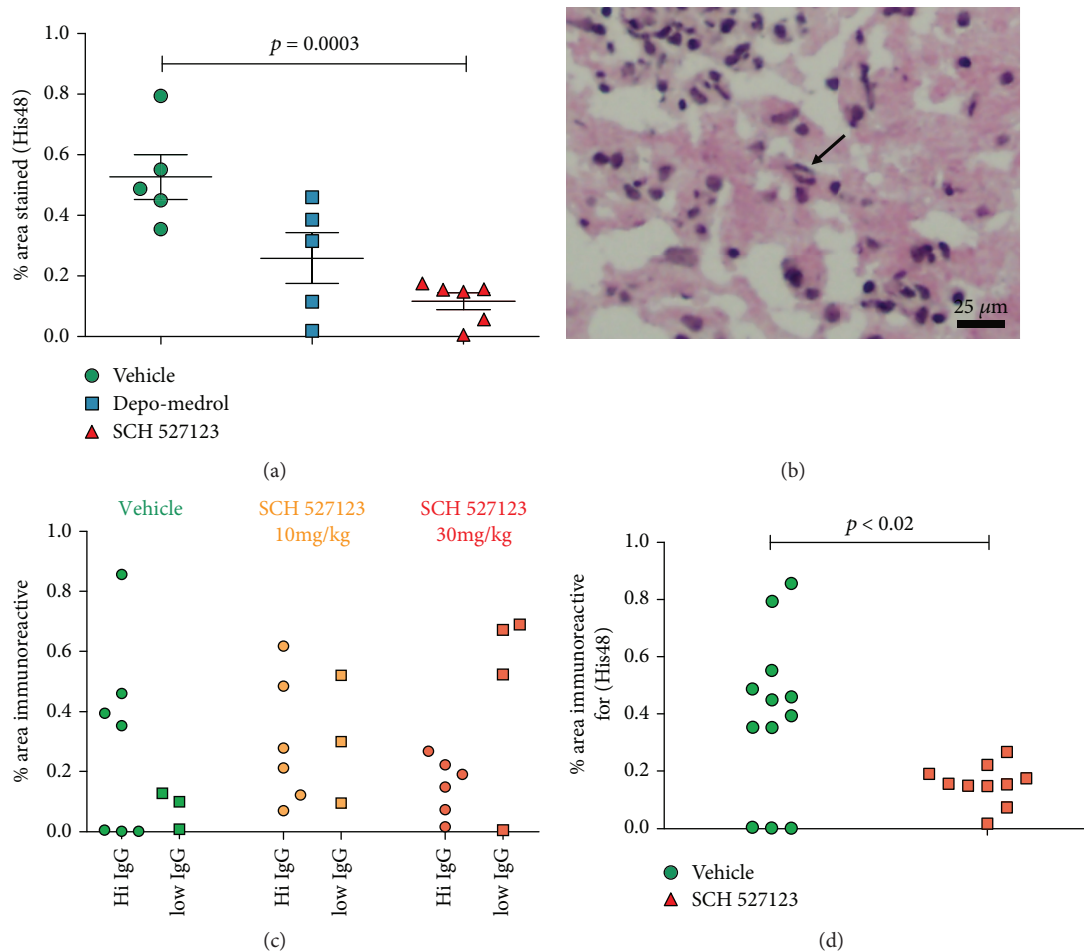 1.0
0.8
0.6
0.4
0.2
0.0
% area stained (His48)
p = 0.0003
Vehicle
Depo-medrol
SCH 527123
(a)
25 μm
(b)
Vehicle
SCH 527123
10mg/kg
SCH 527123
30mg/kg
1.0
0.8
0.6
0.4
0.2
0.0
% area immunoreactive
Hi IgG
low IgG
Hi IgG
low IgG
Hi IgG
low IgG
(c)
p < 0.02
1.0
0.8
0.6
0.4
0.2
0.0
% area immunoreactive
for (His48)
Vehicle
SCH 527123
(d)